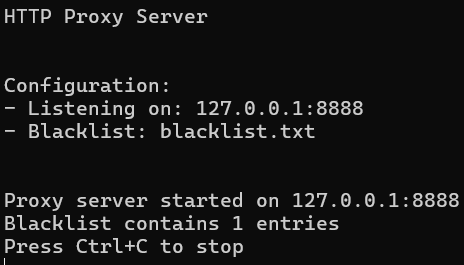 HTTP Proxy Server
Configuration:
- Listening on: 127.0.0.1:8888
- Blacklist: blacklist.txt
Proxy server started on 127.0.0.1:8888
Blacklist contains 1 entries
Press Ctrl+C to stop